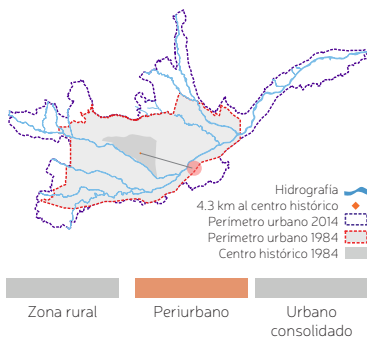 Hidrografía
4.3 km al centro histórico
Perímetro urbano 2014
Perímetro urbano 1984
Centro histórico 1984
Zona rural
Periurbano
Urbano
consolidado